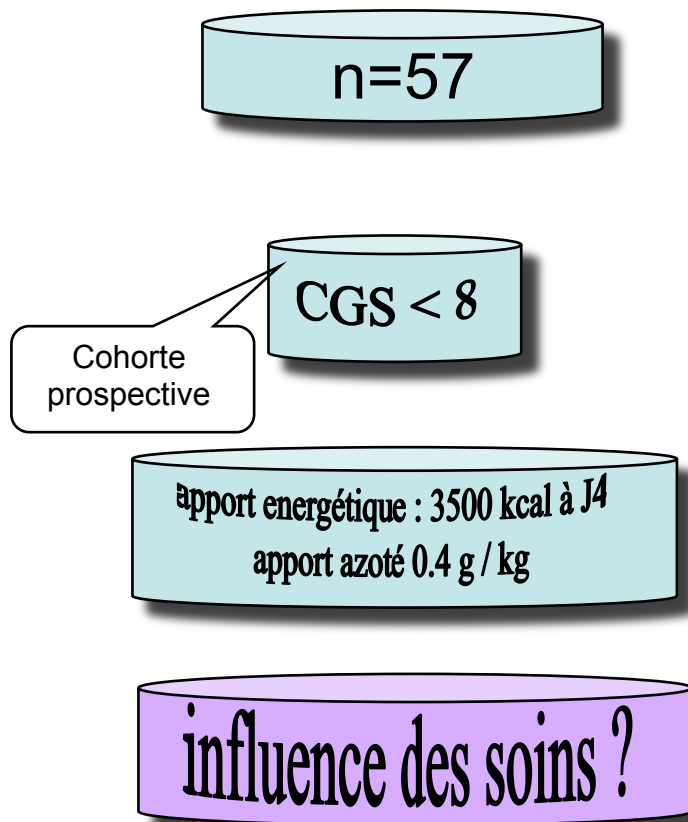 n=57
CGS < 8
Cohorte
prospective
apport energétique : 3500 kcal à J4
apport azoté 0.4 g / kg
influence des soins ?